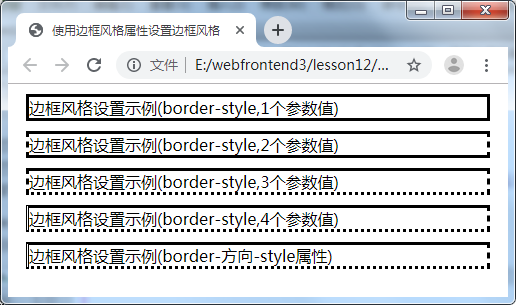 使用边框风格属性设置边框风格
文件 | E:/webfrontend3/lesson12/...
边框风格设置示例(border-style,1个参数值)
边框风格设置示例(border-style,2个参数值)
边框风格设置示例(border-style,3个参数值)
边框风格设置示例(border-style,4个参数值)
边框风格设置示例(border-方向-style属性)